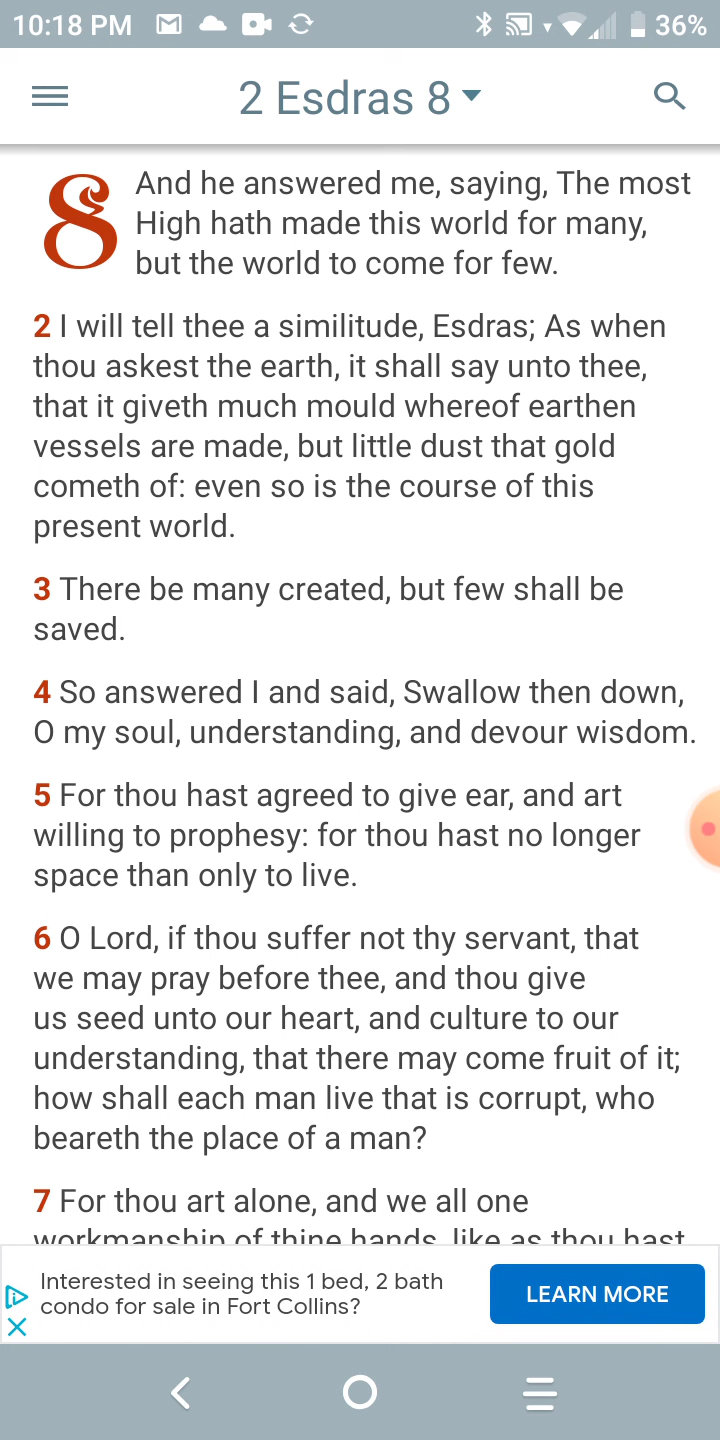 10:18 PM
36%
2 Esdras 8
8 And he answered me, saying, The most
High hath made this world for many,
but the world to come for few.
2 I will tell thee a similitude, Esdras; As when
thou askest the earth, it shall say unto thee,
that it giveth much mould whereof earthen
vessels are made, but little dust that gold
cometh of: even so is the course of this
present world.
3 There be many created, but few shall be
saved.
4 So answered I and said, Swallow then down,
O my soul, understanding, and devour wisdom.
5 For thou hast agreed to give ear, and art
willing to prophesy: for thou hast no longer
space than only to live.
6 O Lord, if thou suffer not thy servant, that
we may pray before thee, and thou give
us seed unto our heart, and culture to our
understanding, that there may come fruit of it;
how shall each man live that is corrupt, who
beareth the place of a man?
7 For thou art alone, and we all one
workmanship of thine hands, like as thou hast
Interested in seeing this 1 bed, 2 bath
condo for sale in Fort Collins?
LEARN MORE